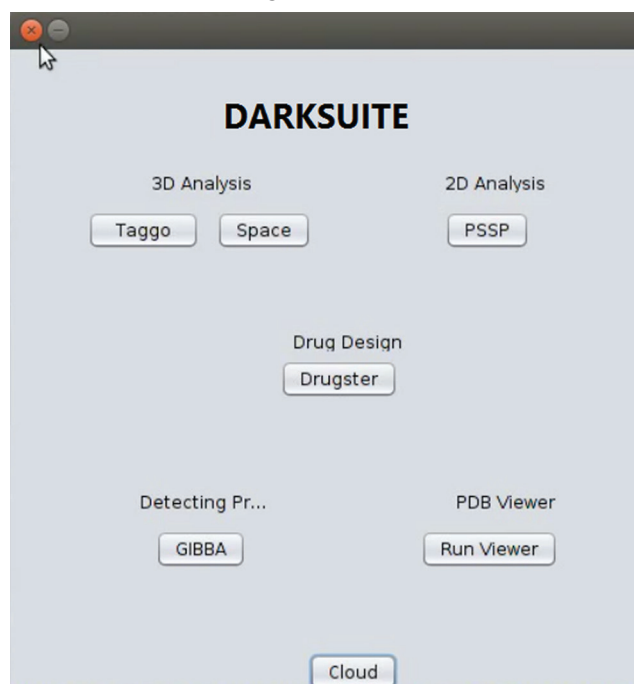 DARKSUITE
3D Analysis 2D Analysis
Taggo Space PSSP
Drug Design
Drugster
Detecting Pr... PDB Viewer
GIBBA Run Viewer
Cloud